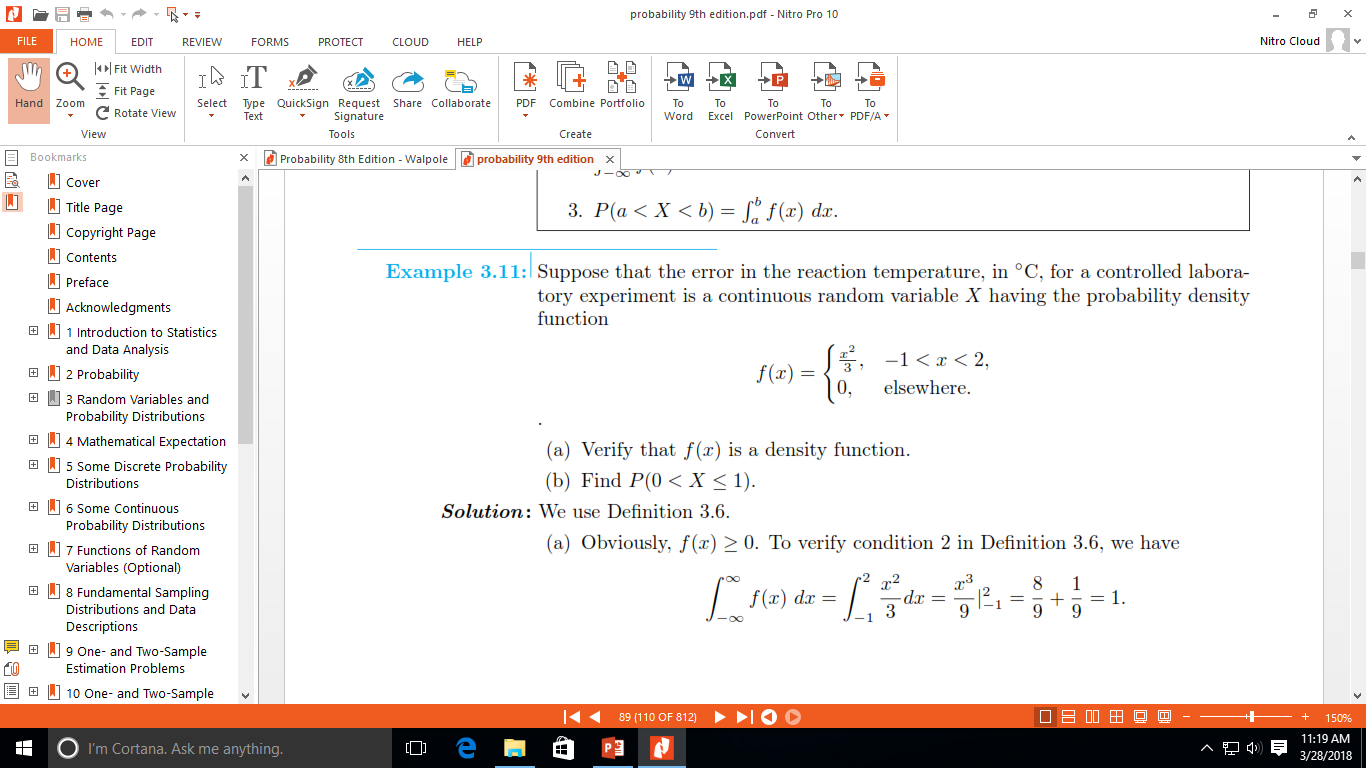 probability 9th edition.pdf - Nitro Pro 10
FILE HOME EDIT REVIEW FORMS PROTECT CLOUD HELP Nitro Cloud
Hand
Zoom
Fit Width
Fit Page
Rotate View
View
Select
Type
Text
QuickSign
Request
Signature
Share
Collaborate
Tools
PDF
Combine
Portfolio
Create
To
Word
To
Excel
To
PowerPoint
To
Other
To
PDF/A
Convert
Bookmarks
Cover
Title Page
Copyright Page
Contents
Preface
Acknowledgments
1 Introduction to Statistics
and Data Analysis
2 Probability
3 Random Variables and
Probability Distributions
4 Mathematical Expectation
5 Some Discrete Probability
Distributions
6 Some Continuous
Probability Distributions
7 Functions of Random
Variables (Optional)
8 Fundamental Sampling
Distributions and Data
Descriptions
9 One- and Two-Sample
Estimation Problems
10 One- and Two-Sample
Probability 8th Edition - Walpole
probability 9th edition
3. P(a < X < b) = ∫_a^b f(x) dx.
Example 3.11: Suppose that the error in the reaction temperature, in °C, for a controlled labora-
tory experiment is a continuous random variable X having the probability density
function
f(x) = { x²/3, −1 < x < 2,
0, elsewhere.
.
(a) Verify that f(x) is a density function.
(b) Find P(0 < X ≤ 1).
Solution: We use Definition 3.6.
(a) Obviously, f(x) ≥ 0. To verify condition 2 in Definition 3.6, we have
∫_{−∞}^{∞} f(x) dx = ∫_{−1}^{2} x²/3 dx = x³/9 |_{−1}^{2} = 8/9 + 1/9 = 1.
89 (110 OF 812)
150%
I'm Cortana. Ask me anything.
11:19 AM
3/28/2018